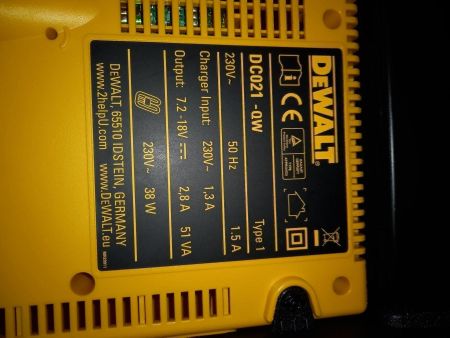 DEWALT®
DC021 -QW Type 1
230V~ 50 Hz 1.5 A
Charger Input: 230V~ 1,3 A
Output: 7.2 -18V 2,8 A 51 VA
230V~ 38 W
DEWALT, 65510 IDSTEIN, GERMANY
www.2helpU.com www.DEWALT.eu